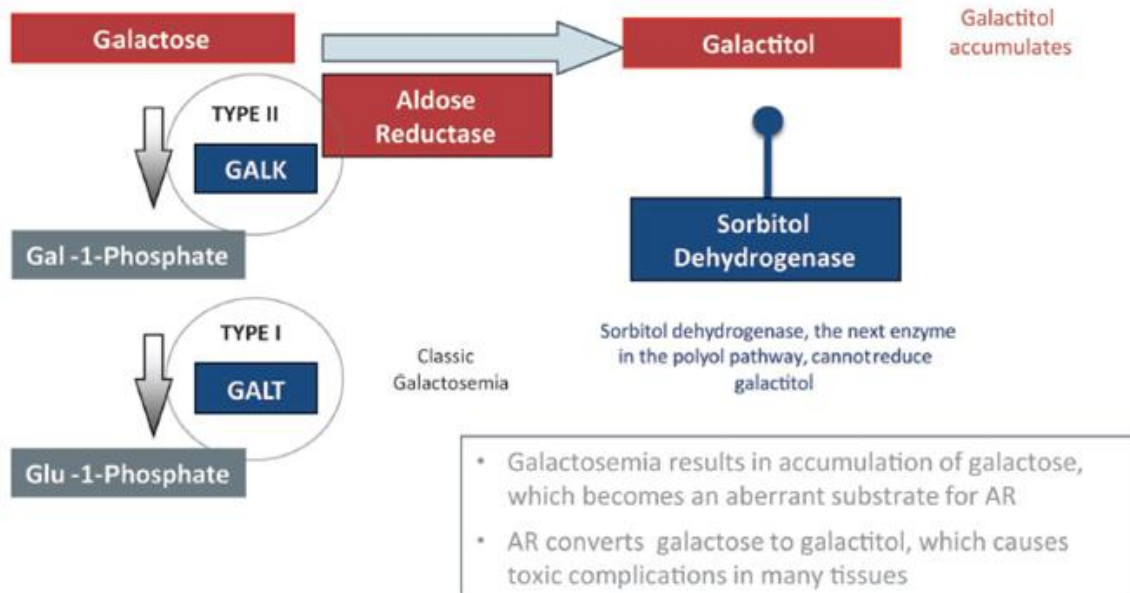 Galactose
Galactitol
Galactitol
accumulates
TYPE II
GALK
Aldose
Reductase
Gal -1-Phosphate
Sorbitol
Dehydrogenase
TYPE I
GALT
Classic
Galactosemia
Sorbitol dehydrogenase, the next enzyme
in the polyol pathway, cannot reduce
galactitol
Glu -1-Phosphate
• Galactosemia results in accumulation of galactose,
which becomes an aberrant substrate for AR
• AR converts galactose to galactitol, which causes
toxic complications in many tissues